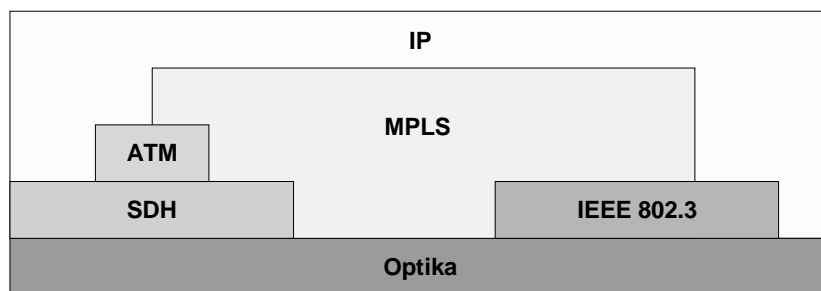 IP
MPLS
ATM
SDH
IEEE 802.3
Optika